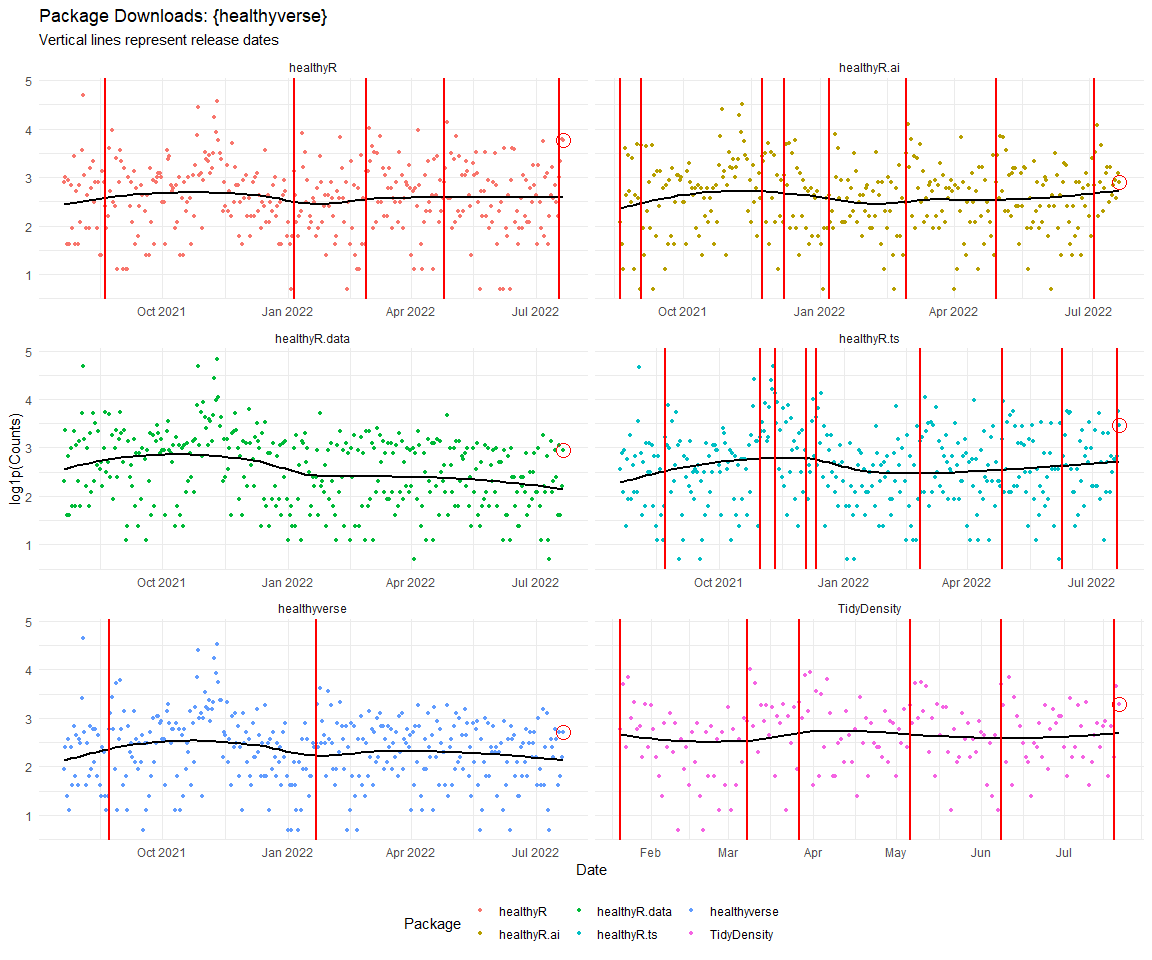 Package Downloads: {healthyverse}
Vertical lines represent release dates
healthyR
healthyR.ai
5
4
3
2
1
Oct 2021
Jan 2022
Apr 2022
Jul 2022
Oct 2021
Jan 2022
Apr 2022
Jul 2022
healthyR.data
healthyR.ts
log1p(Counts)
5
4
3
2
1
Oct 2021
Jan 2022
Apr 2022
Jul 2022
Oct 2021
Jan 2022
Apr 2022
Jul 2022
healthyverse
TidyDensity
5
4
3
2
1
Oct 2021
Jan 2022
Apr 2022
Jul 2022
Feb
Mar
Apr
May
Jun
Jul
Date
Package
healthyR
healthyR.data
healthyverse
healthyR.ai
healthyR.ts
TidyDensity